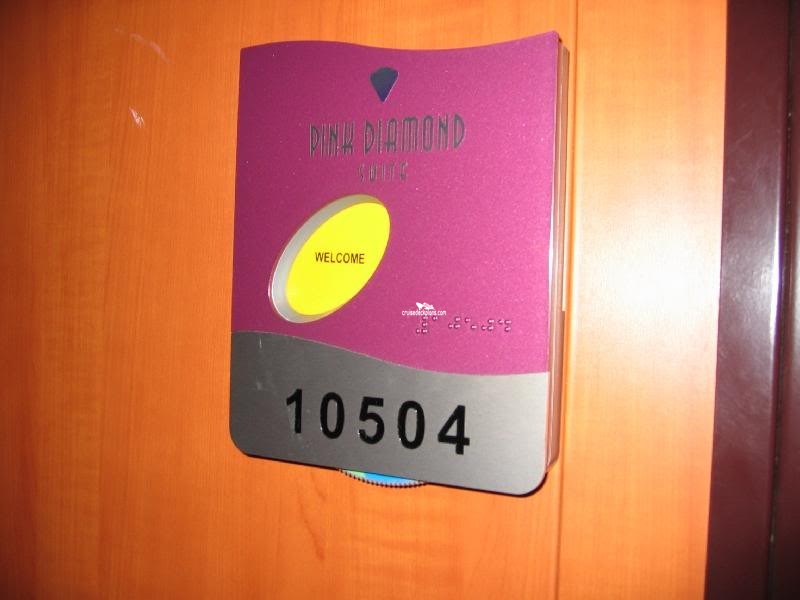 PINK DIAMOND
SUITE
WELCOME
cruisedeckplans.com
10504